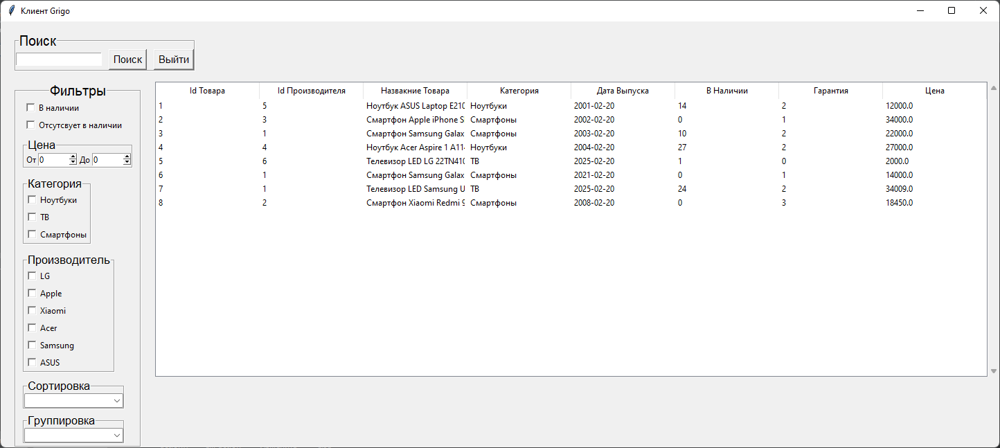 Клиент Grigo
Поиск
Поиск Выйти
Фильтры
В наличии
Отсутсвует в наличии
Цена
От 0 До 0
Категория
Ноутбуки
ТВ
Смартфоны
Производитель
LG
Apple
Xiaomi
Acer
Samsung
ASUS
Сортировка
Группировка
Id Товара Id Производителя Назвакние Товара Категория Дата Выпуска В Наличии Гарантия Цена
1 5 Ноутбук ASUS Laptop E210 Ноутбуки 2001-02-20 14 2 12000.0
2 3 Смартфон Apple iPhone S Смартфоны 2002-02-20 0 1 34000.0
3 1 Смартфон Samsung Galax Смартфоны 2003-02-20 10 2 22000.0
4 4 Ноутбук Acer Aspire 1 A114 Ноутбуки 2004-02-20 27 2 27000.0
5 6 Телевизор LED LG 22TN410 ТВ 2025-02-20 1 0 2000.0
6 1 Смартфон Samsung Galax Смартфоны 2021-02-20 0 1 14000.0
7 1 Телевизор LED Samsung U ТВ 2025-02-20 24 2 34009.0
8 2 Смартфон Xiaomi Redmi 9 Смартфоны 2008-02-20 0 3 18450.0